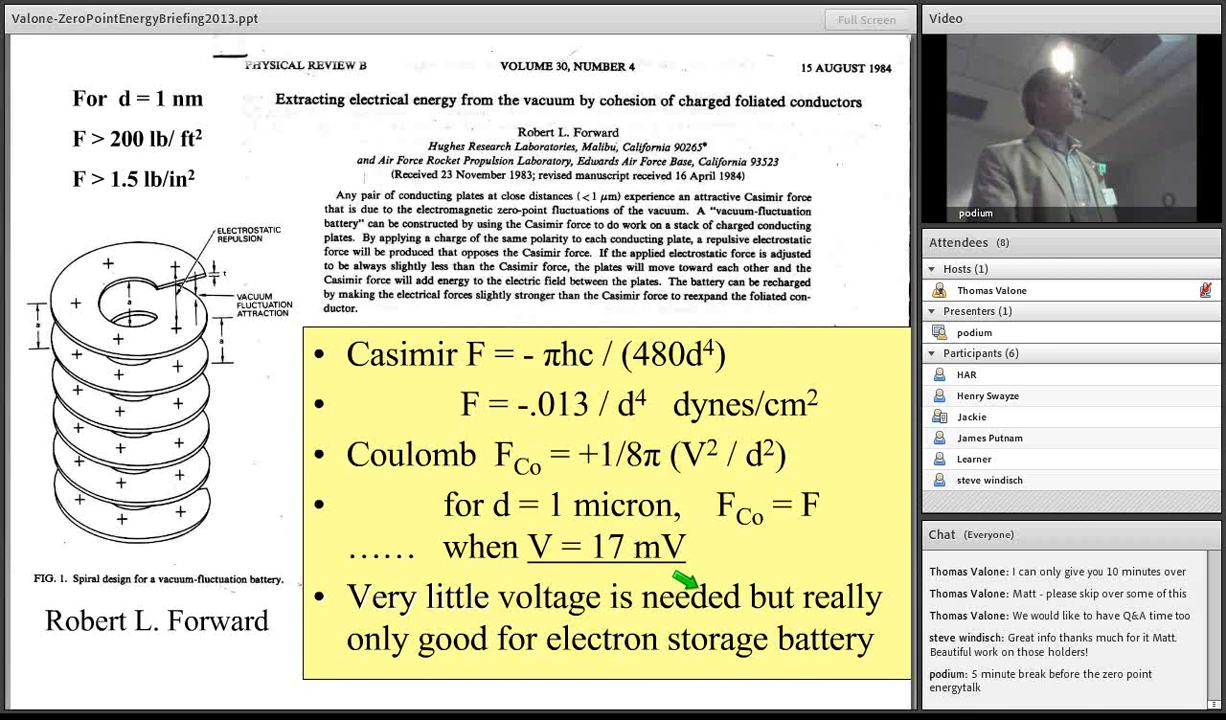 Valone-ZeroPointEnergyBriefing2013.ppt
Full Screen
For d = 1 nm
F > 200 lb/ ft²
F > 1.5 lb/in²
PHYSICAL REVIEW B VOLUME 30, NUMBER 4 15 AUGUST 1984
Extracting electrical energy from the vacuum by cohesion of charged foliated conductors
Robert L. Forward
Hughes Research Laboratories, Malibu, California 90265*
and Air Force Rocket Propulsion Laboratory, Edwards Air Force Base, California 93523
(Received 23 November 1983; revised manuscript received 16 April 1984)
Any pair of conducting plates at close distances (<1 μm) experience an attractive Casimir force
that is due to the electromagnetic zero-point fluctuations of the vacuum. A "vacuum-fluctuation
battery" can be constructed by using the Casimir force to do work on a stack of charged conducting
plates. By applying a charge of the same polarity to each conducting plate, a repulsive electrostatic
force will be produced that opposes the Casimir force. If the applied electrostatic force is adjusted
to be always slightly less than the Casimir force, the plates will move toward each other and the
Casimir force will add energy to the electric field between the plates. The battery can be recharged
by making the electrical forces slightly stronger than the Casimir force to reexpand the foliated con-
ductor.
ELECTROSTATIC
REPULSION
t
VACUUM
FLUCTUATION
ATTRACTION
a
a
a
+ + + + +
+
+ +
+ +
+ +
+ +
+
FIG. 1. Spiral design for a vacuum-fluctuation battery.
Robert L. Forward
• Casimir F = - πhc / (480d⁴)
• F = -.013 / d⁴ dynes/cm²
• Coulomb F_Co = +1/8π (V² / d²)
• for d = 1 micron, F_Co = F
…… when V = 17 mV
• Very little voltage is needed but really
only good for electron storage battery
Video
podium
Attendees (8)
Hosts (1)
Thomas Valone
Presenters (1)
podium
Participants (6)
HAR
Henry Swayze
Jackie
James Putnam
Learner
steve windisch
Chat (Everyone)
Thomas Valone: I can only give you 10 minutes over
Thomas Valone: Matt - please skip over some of this
Thomas Valone: We would like to have Q&A time too
steve windisch: Great info thanks much for it Matt.
Beautiful work on those holders!
podium: 5 minute break before the zero point
energytalk